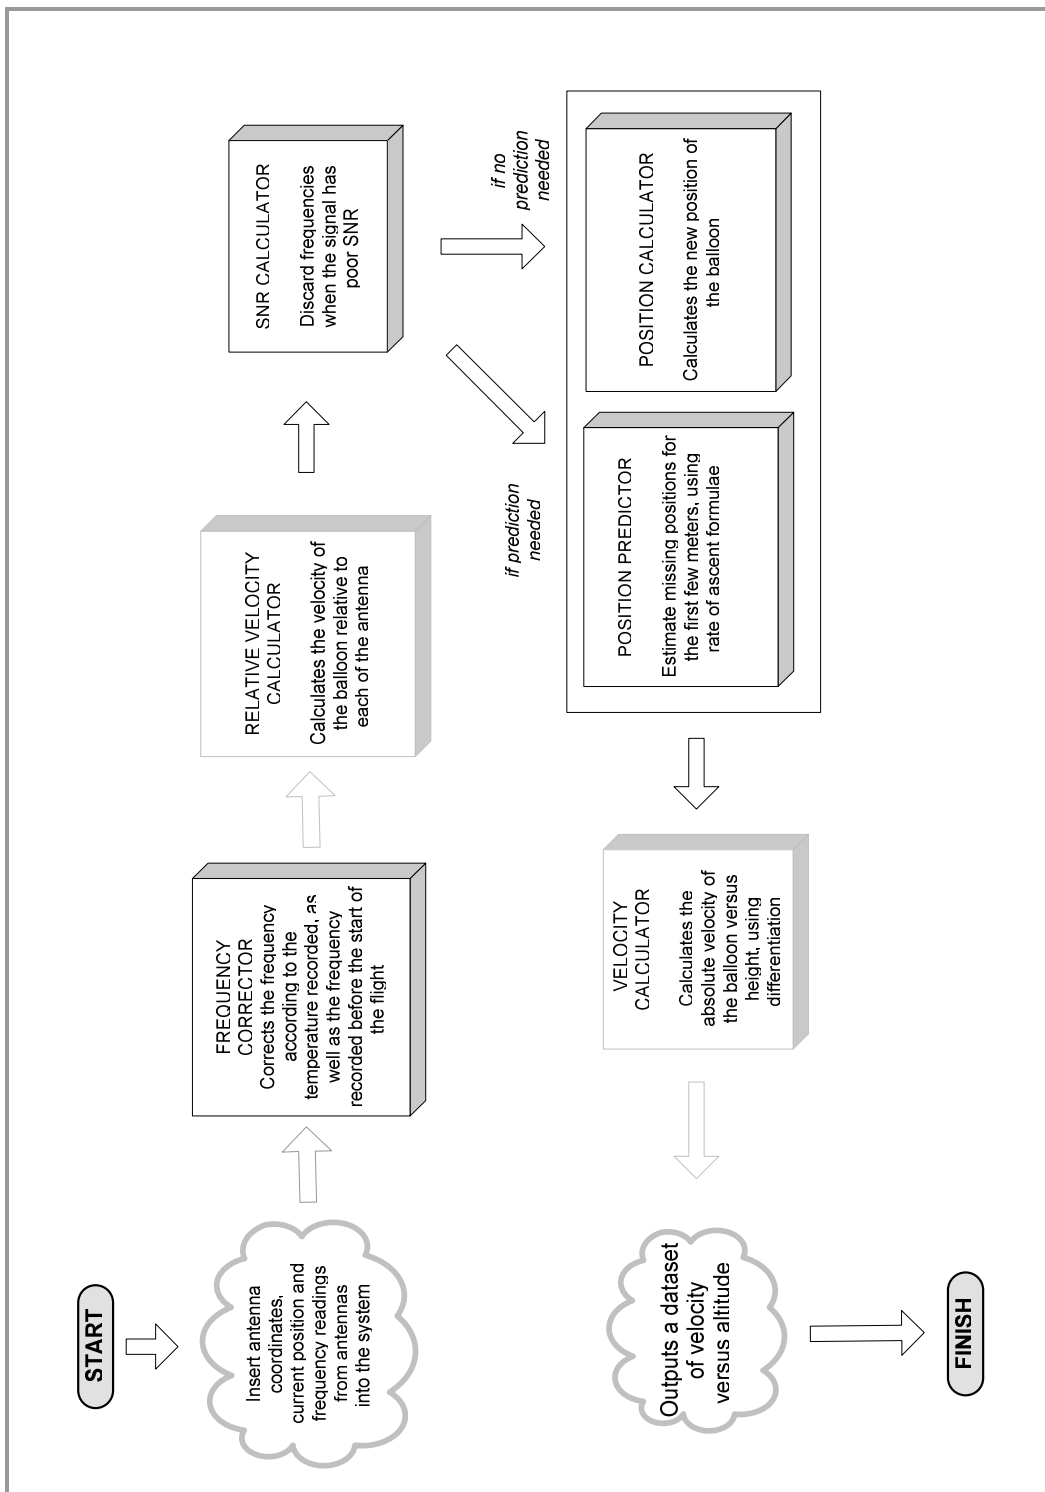 START
Insert antenna
coordinates,
current position and
frequency readings
from antennas
into the system
FREQUENCY
CORRECTOR
Corrects the frequency
according to the
temperature recorded, as
well as the frequency
recorded before the start of
the flight
RELATIVE VELOCITY
CALCULATOR
Calculates the velocity of
the balloon relative to
each of the antenna
SNR CALCULATOR
Discard frequencies
when the signal has
poor SNR
if prediction
needed
if no
prediction
needed
POSITION PREDICTOR
Estimate missing positions for
the first few meters, using
rate of ascent formulae
POSITION CALCULATOR
Calculates the new position of
the balloon
VELOCITY
CALCULATOR
Calculates the
absolute velocity of
the balloon versus
height, using
differentiation
Outputs a dataset
of velocity
versus altitude
FINISH